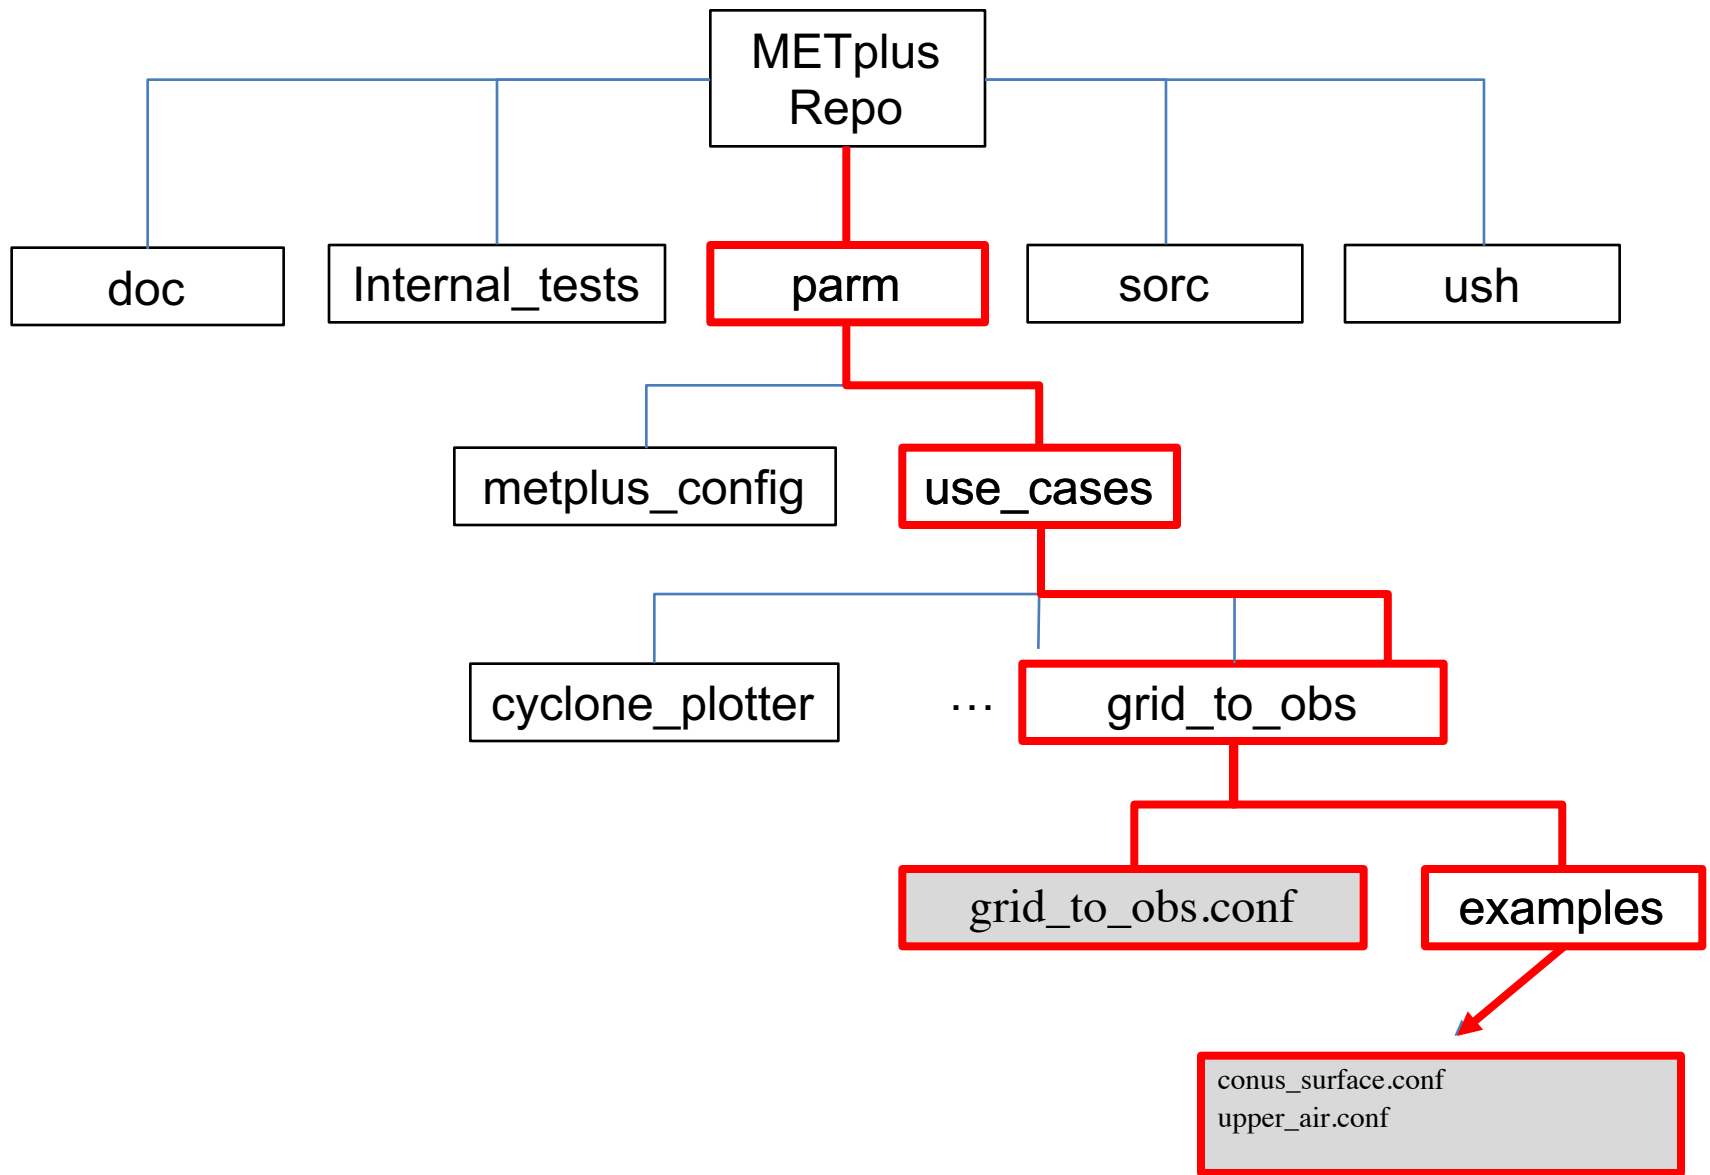 METplus
Repo
doc
Internal_tests
parm
sorc
ush
metplus_config
use_cases
cyclone_plotter
...
grid_to_obs
grid_to_obs.conf
examples
conus_surface.conf
upper_air.conf